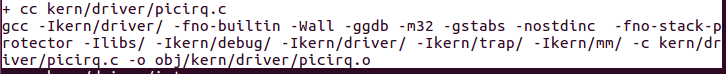 + cc kern/driver/picirq.c
gcc -Ikern/driver/ -fno-builtin -Wall -ggdb -m32 -gstabs -nostdinc  -fno-stack-p
rotector -Ilibs/ -Ikern/debug/ -Ikern/driver/ -Ikern/trap/ -Ikern/mm/ -c kern/dr
iver/picirq.c -o obj/kern/driver/picirq.o